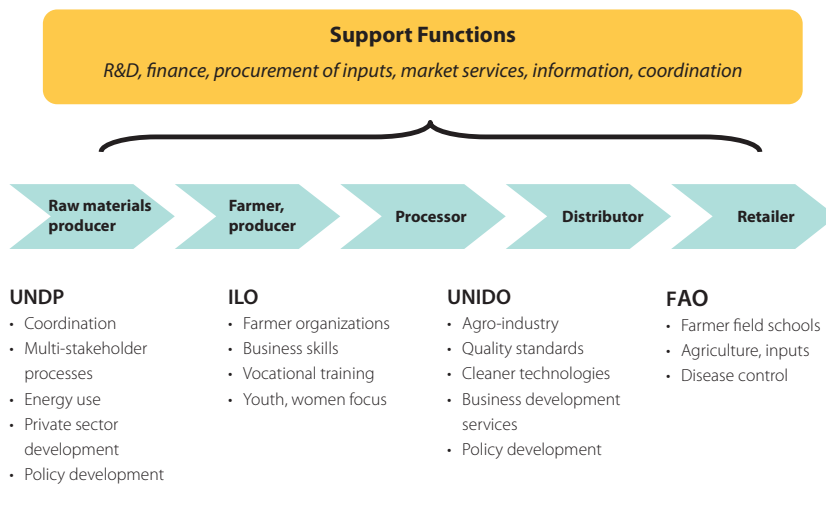 Support Functions
R&D, finance, procurement of inputs, market services, information, coordination
Raw materials
producer
Farmer,
producer
Processor
Distributor
Retailer
UNDP
• Coordination
• Multi-stakeholder
processes
• Energy use
• Private sector
development
• Policy development
ILO
• Farmer organizations
• Business skills
• Vocational training
• Youth, women focus
UNIDO
• Agro-industry
• Quality standards
• Cleaner technologies
• Business development
services
• Policy development
FAO
• Farmer field schools
• Agriculture, inputs
• Disease control